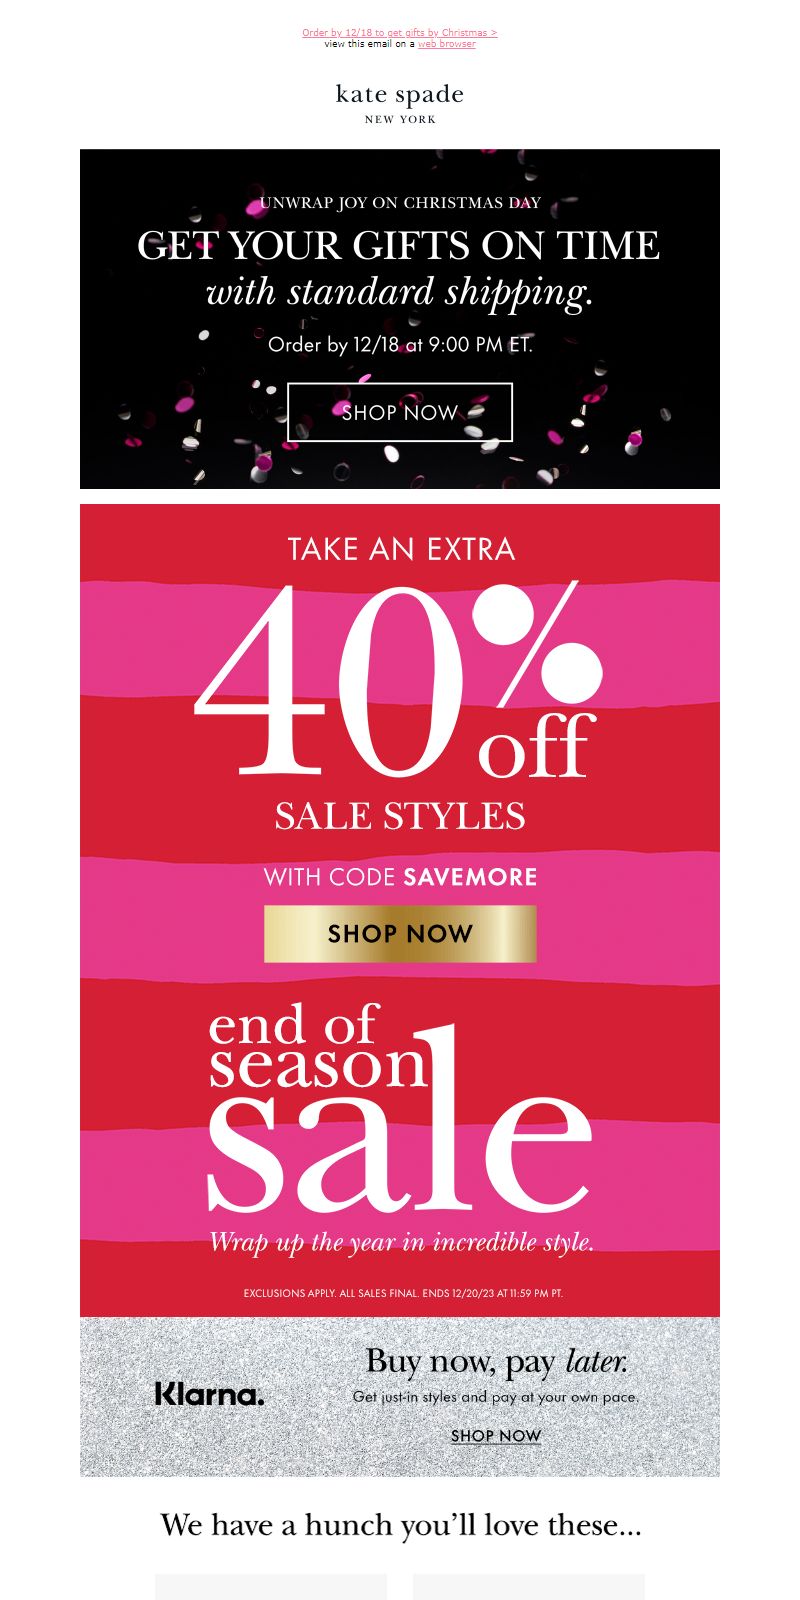 Order by 12/18 to get gifts by Christmas >
view this email on a web browser
kate spade
NEW YORK
UNWRAP JOY ON CHRISTMAS DAY
GET YOUR GIFTS ON TIME
with standard shipping.
Order by 12/18 at 9:00 PM ET.
SHOP NOW
TAKE AN EXTRA
40% off
SALE STYLES
WITH CODE SAVEMORE
SHOP NOW
end of
season
sale
Wrap up the year in incredible style.
EXCLUSIONS APPLY. ALL SALES FINAL. ENDS 12/20/23 AT 11:59 PM PT.
Klarna.
Buy now, pay later.
Get just-in styles and pay at your own pace.
SHOP NOW
We have a hunch you’ll love these...